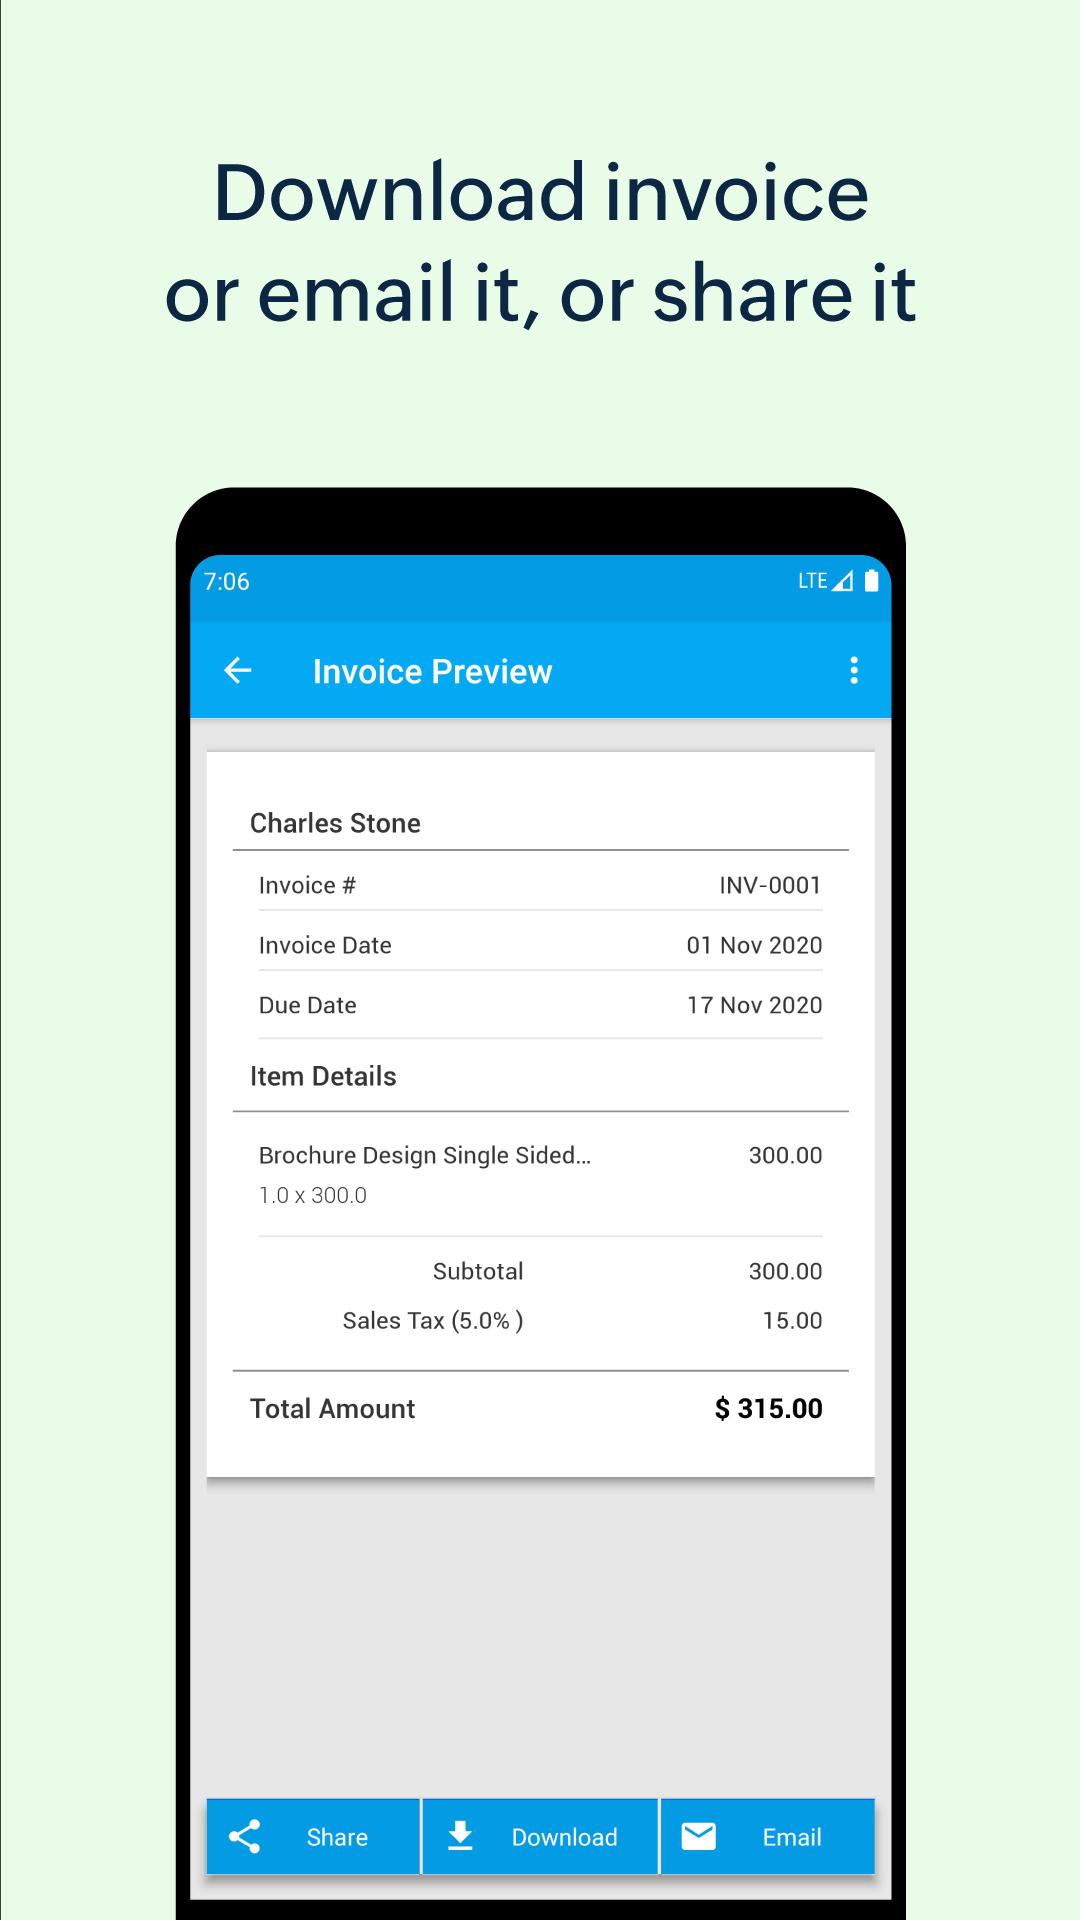 Download invoice
or email it, or share it
7:06 LTE
Invoice Preview
Charles Stone
Invoice # INV-0001
Invoice Date 01 Nov 2020
Due Date 17 Nov 2020
Item Details
Brochure Design Single Sided... 300.00
1.0 x 300.0
Subtotal 300.00
Sales Tax (5.0% ) 15.00
Total Amount $ 315.00
Share Download Email